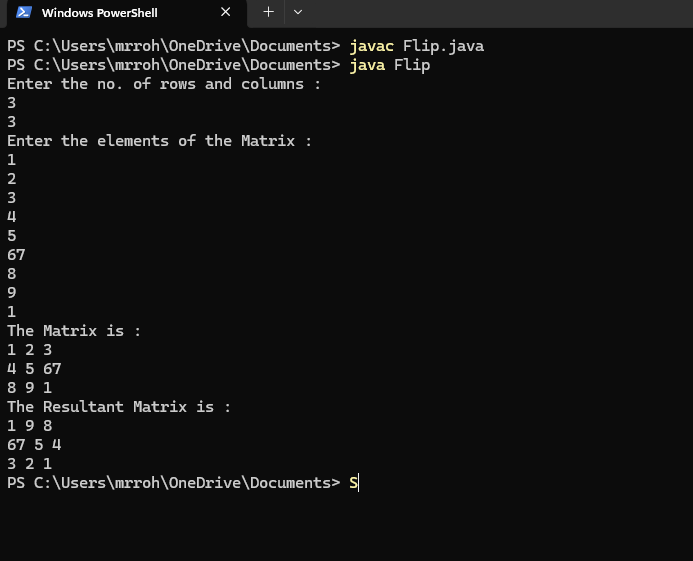 Windows PowerShell
PS C:\Users\mrroh\OneDrive\Documents> javac Flip.java
PS C:\Users\mrroh\OneDrive\Documents> java Flip
Enter the no. of rows and columns :
3
3
Enter the elements of the Matrix :
1
2
3
4
5
67
8
9
1
The Matrix is :
1 2 3
4 5 67
8 9 1
The Resultant Matrix is :
1 9 8
67 5 4
3 2 1
PS C:\Users\mrroh\OneDrive\Documents> S